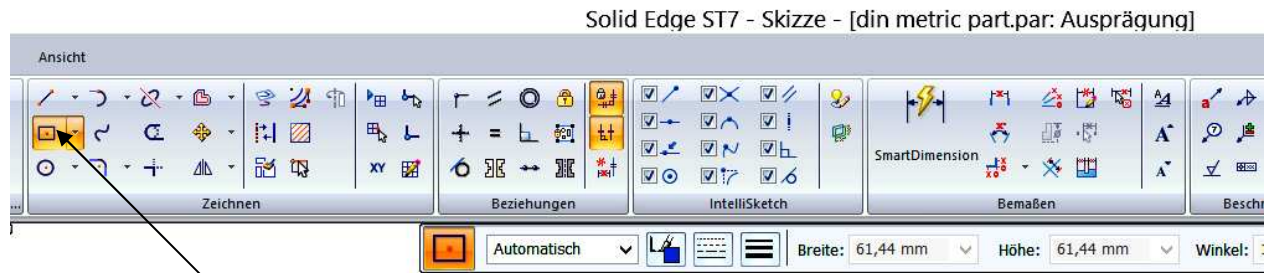 Solid Edge ST7 - Skizze - [din metric part.par: Ausprägung]
Ansicht
SmartDimension
XY
Zeichnen
Beziehungen
IntelliSketch
Bemaßen
Beschr
Automatisch
Breite: 61,44 mm
Höhe: 61,44 mm
Winkel: